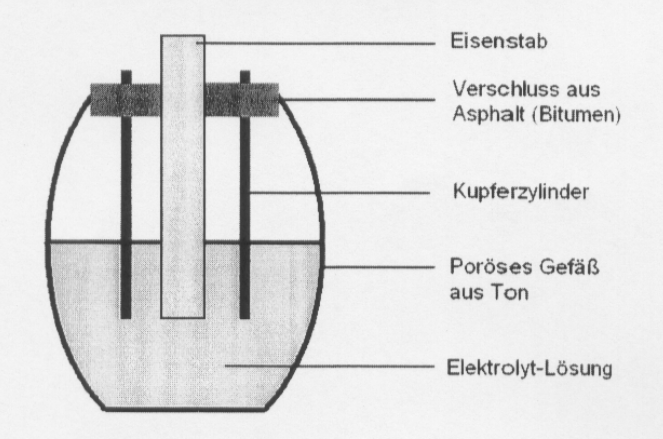 Eisenstab
Verschluss aus
Asphalt (Bitumen)
Kupferzylinder
Poröses Gefäß
aus Ton
Elektrolyt-Lösung